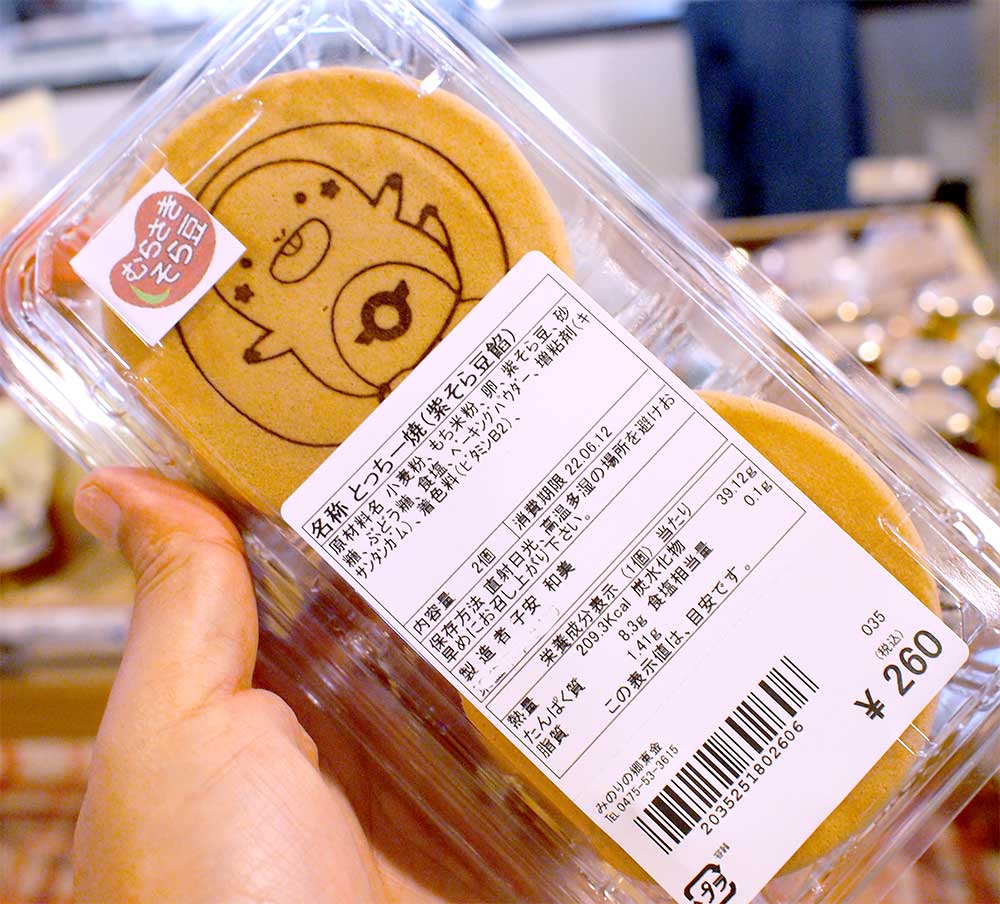 むらさき
そら豆
名称 とっちー焼(紫そら豆餡)
原材料名 小麦粉、もち米粉、卵、紫そら豆、砂
糖、ぶどう糖、食塩、ベーキングパウダー、増粘剤(キ
サンタンガム)、着色料(ビタミンB2)、
内容量 2個 消費期限 22.06.12
保存方法 直射日光、高温多湿の場所を避けお
早めにお召し上がり下さい。
製造者 子安 和美
栄養成分表示 (1個) 当たり
熱量 209.3Kcal 炭水化物 39.12g
たんぱく質 8.3g 食塩相当量 0.1g
脂質 1.41g
この表示値は、目安です。
みのりの郷東金
TEL 0475-53-3615
2035251802606
035
(税込)
¥ 260
容器
プラ